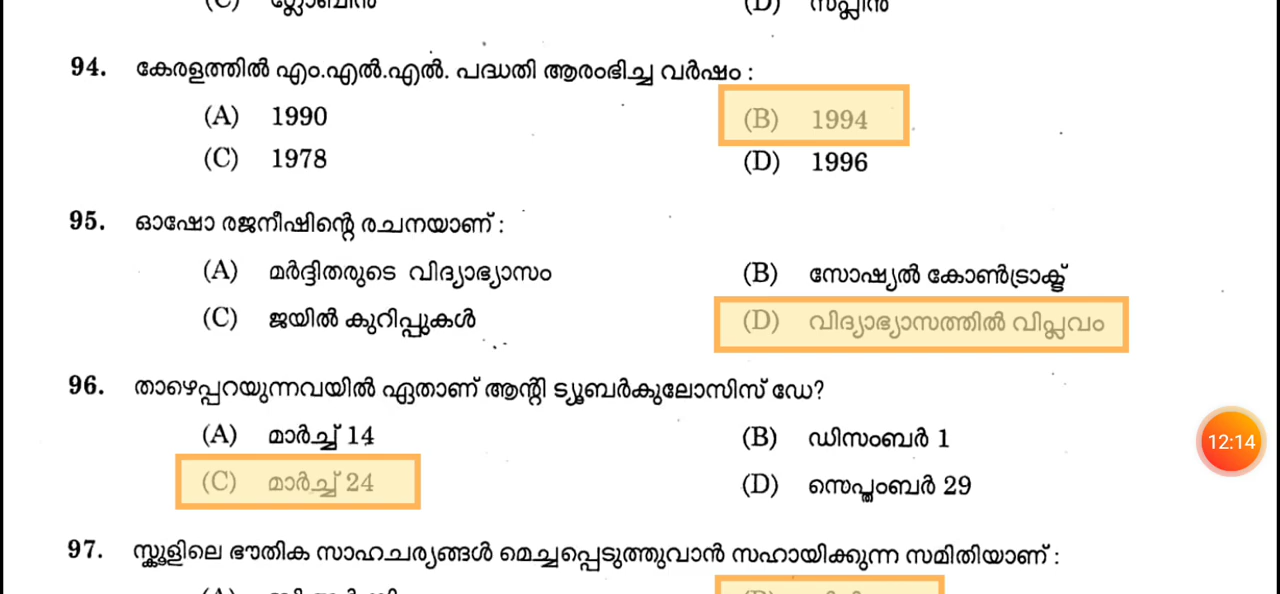 (C) ഗ്ലോബിൻ (D) സപ്ലിൻ
94. കേരളത്തിൽ എം.എൽ.എൽ. പദ്ധതി ആരംഭിച്ച വർഷം :
(A) 1990 (B) 1994
(C) 1978 (D) 1996
95. ഓഷോ രജനീഷിന്റെ രചനയാണ് :
(A) മർദ്ദിതരുടെ വിദ്യാഭ്യാസം (B) സോഷ്യൽ കോൺട്രാക്ട്
(C) ജയിൽ കുറിപ്പുകൾ (D) വിദ്യാഭ്യാസത്തിൽ വിപ്ലവം
96. താഴെപ്പറയുന്നവയിൽ ഏതാണ് ആന്റി ട്യൂബർകുലോസിസ് ഡേ?
(A) മാർച്ച് 14 (B) ഡിസംബർ 1
12:14
(C) മാർച്ച് 24 (D) സെപ്തംബർ 29
97. സ്കൂളിലെ ഭൗതിക സാഹചര്യങ്ങൾ മെച്ചപ്പെടുത്തുവാൻ സഹായിക്കുന്ന സമിതിയാണ് :